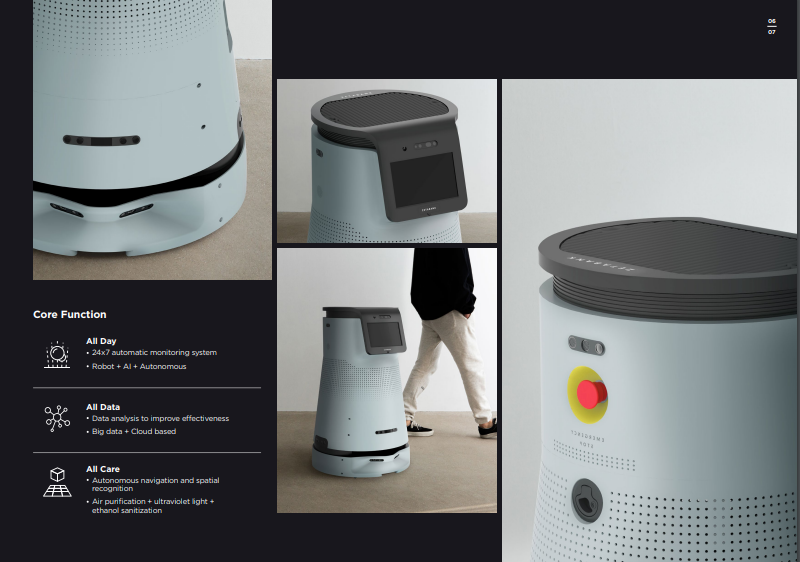 06
07
Core Function
All Day
• 24x7 automatic monitoring system
• Robot + AI + Autonomous
All Data
• Data analysis to improve effectiveness
• Big data + Cloud based
All Care
• Autonomous navigation and spatial
recognition
• Air purification + ultraviolet light +
ethanol sanitization